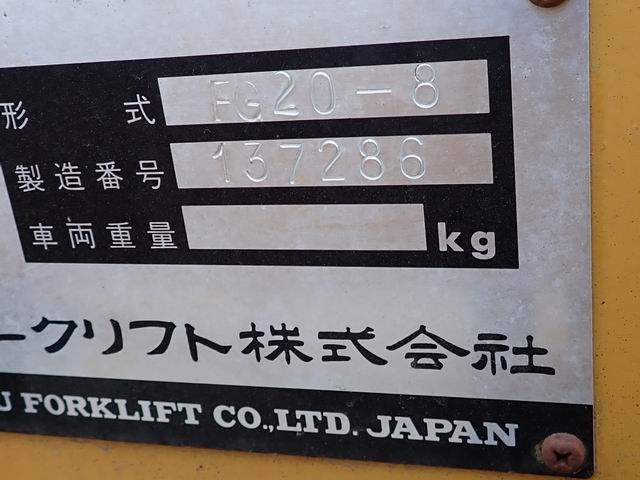 形式 FG20-8
製造番号 137286
車両重量 kg
ークリフト株式会社
U FORKLIFT CO.,LTD. JAPAN